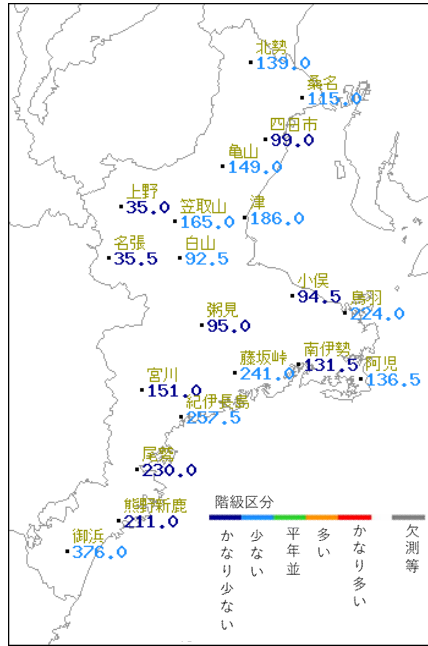 北勢
139.0
桑名
115.0
四日市
99.0
亀山
149.0
上野
35.0
笠取山
165.0
津
186.0
名張
35.5
白山
92.5
小俣
94.5
鳥羽
224.0
粥見
95.0
藤坂峠
241.0
南伊勢
131.5
阿児
136.5
宮川
151.0
紀伊長島
257.5
尾鷲
230.0
熊野新鹿
211.0
御浜
376.0
階級区分
かなり少ない
少ない
平年並
多い
かなり多い
欠測等